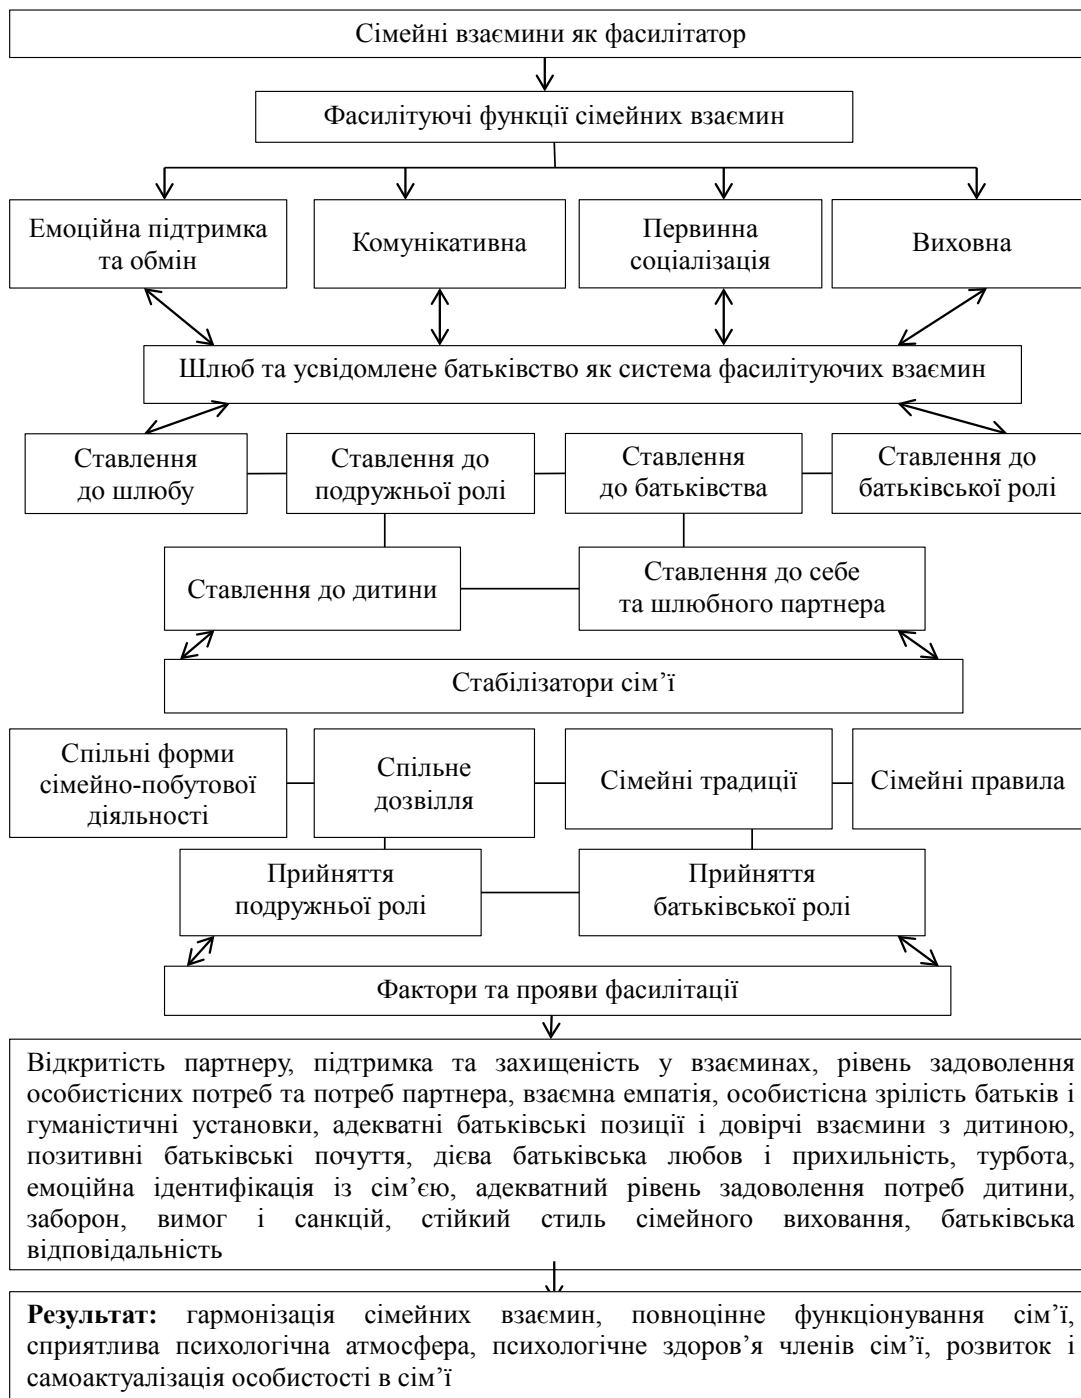 Сімейні взаємини як фасилітатор
Фасилітуючі функції сімейних взаємин
Емоційна підтримка
та обмін
Комунікативна
Первинна
соціалізація
Виховна
Шлюб та усвідомлене батьківство як система фасилітуючих взаємин
Ставлення
до шлюбу
Ставлення до
подружньої ролі
Ставлення
до батьківства
Ставлення до
батьківської ролі
Ставлення до дитини
Ставлення до себе
та шлюбного партнера
Стабілізатори сім’ї
Спільні форми
сімейно-побутової
діяльності
Спільне
дозвілля
Сімейні традиції
Сімейні правила
Прийняття
подружньої ролі
Прийняття
батьківської ролі
Фактори та прояви фасилітації
Відкритість партнеру, підтримка та захищеність у взаєминах, рівень задоволення
особистісних потреб та потреб партнера, взаємна емпатія, особистісна зрілість батьків і
гуманістичні установки, адекватні батьківські позиції і довірчі взаємини з дитиною,
позитивні батьківські почуття, дієва батьківська любов і прихильність, турбота,
емоційна ідентифікація із сім’єю, адекватний рівень задоволення потреб дитини,
заборон, вимог і санкцій, стійкий стиль сімейного виховання, батьківська
відповідальність
Результат: гармонізація сімейних взаємин, повноцінне функціонування сім’ї,
сприятлива психологічна атмосфера, психологічне здоров’я членів сім’ї, розвиток і
самоактуалізація особистості в сім’ї